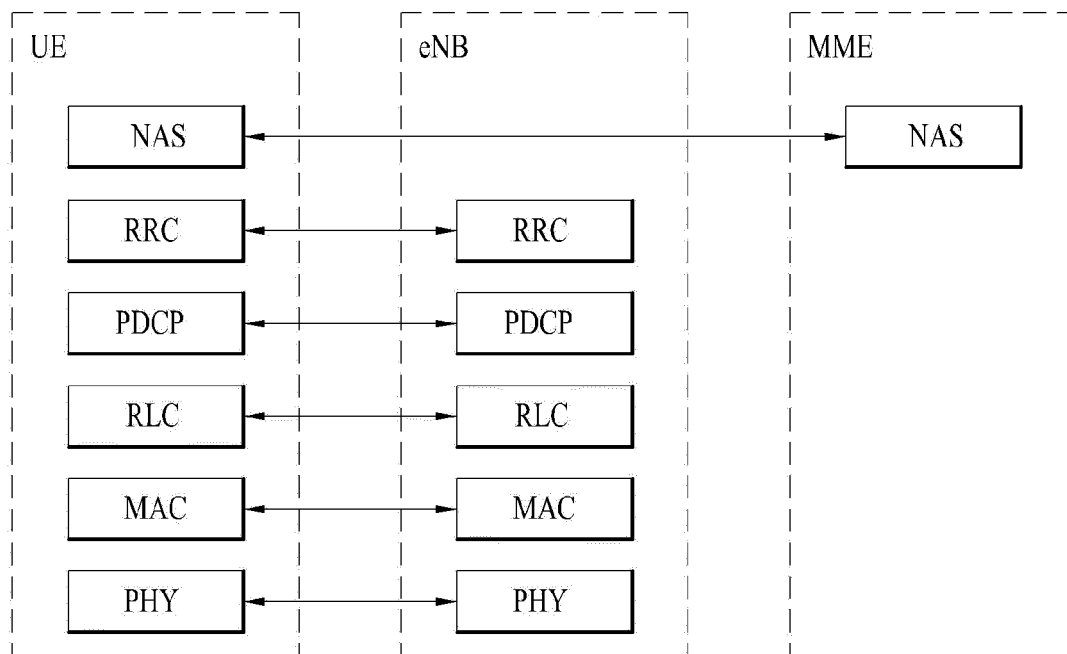 UE
eNB
MME
NAS
NAS
RRC
RRC
PDCP
PDCP
RLC
RLC
MAC
MAC
PHY
PHY